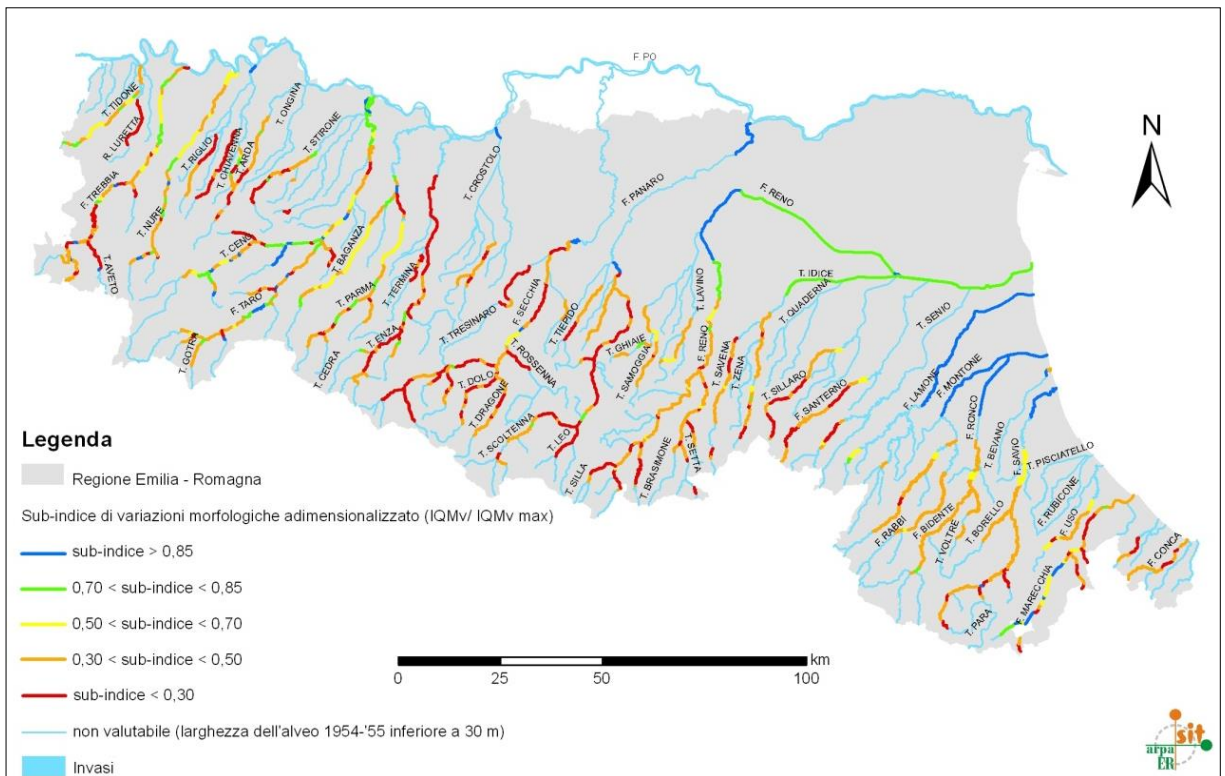 F. PO
N
T. TIDONE
R. LURETTA
F. TREBBIA
T. AVETO
T. NURE
T. RIGLIO
T. CHIAVENNA
T. ARDA
T. ONGINA
T. STIRONE
T. CENO
F. TARO
T. GOTRA
T. BAGANZA
T. PARMA
T. TERMINA
T. ENZA
T. CEDRA
T. CROSTOLO
T. TRESINARO
F. SECCHIA
T. ROSSENNA
T. DOLO
T. DRAGONE
T. TIEPIDO
F. PANARO
T. GHIAIE
T. SCOLTENNA
T. LEO
T. SAMOGGIA
T. LAVINO
F. RENO
F. RENO
T. SILLA
T. BRASIMONE
T. SETTA
T. SAVENA
T. ZENA
T. IDICE
T. QUADERNA
T. SILLARO
F. SANTERNO
T. SENIO
F. LAMONE
F. MONTONE
F. RONCO
T. BEVANO
F. SAVIO
T. PISCIATELLO
F. RABBI
F. BIDENTE
T. VOLTRE
T. BORELLO
F. RUBICONE
F. USO
F. MARECCHIA
T. PARA
F. CONCA
Legenda
Regione Emilia - Romagna
Sub-indice di variazioni morfologiche adimensionalizzato (IQMv/ IQMv max)
sub-indice > 0,85
0,70 < sub-indice < 0,85
0,50 < sub-indice < 0,70
0,30 < sub-indice < 0,50
sub-indice < 0,30
non valutabile (larghezza dell'alveo 1954-'55 inferiore a 30 m)
Invasi
km
0 25 50 100
sit
arpa
ER